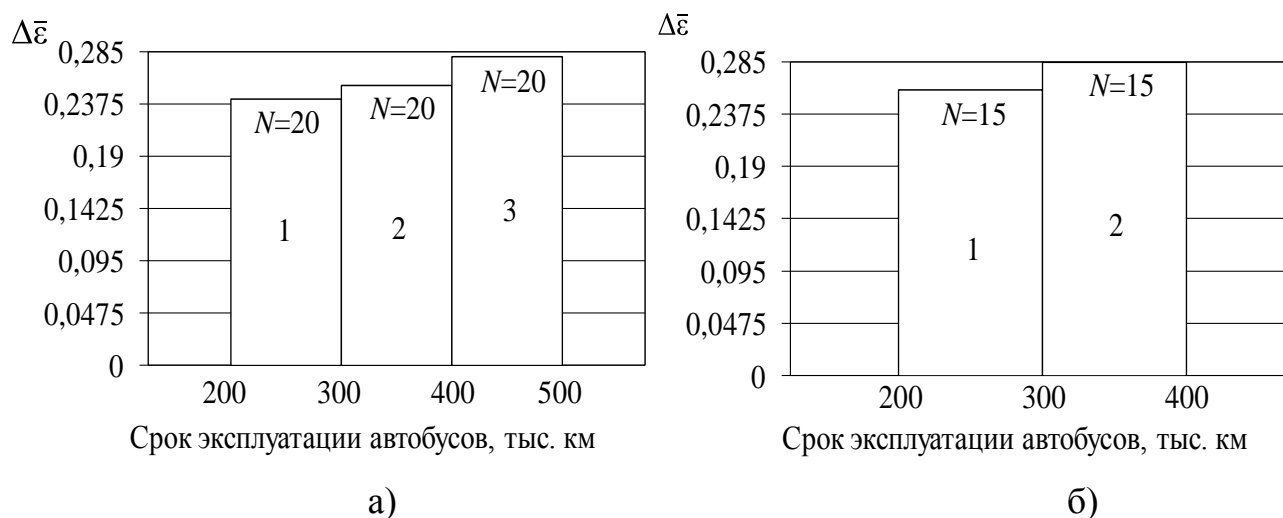 Δε̄
0,285
0,2375
0,19
0,1425
0,095
0,0475
0
N=20
N=20
N=20
1
2
3
200 300 400 500
Срок эксплуатации автобусов, тыс. км
а)
Δε̄
0,285
0,2375
0,19
0,1425
0,095
0,0475
0
N=15
N=15
1
2
200 300 400
Срок эксплуатации автобусов, тыс. км
б)